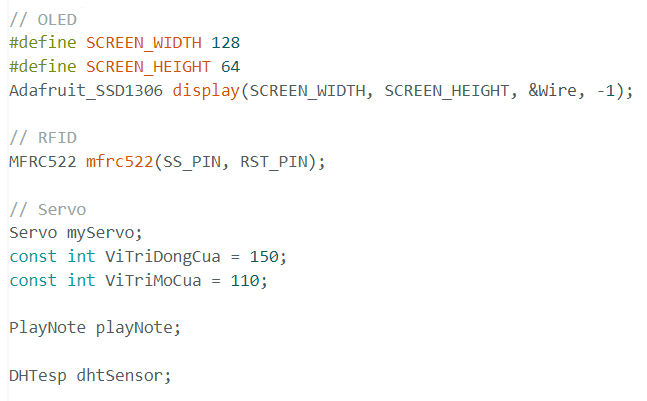 // OLED
#define SCREEN_WIDTH 128
#define SCREEN_HEIGHT 64
Adafruit_SSD1306 display(SCREEN_WIDTH, SCREEN_HEIGHT, &Wire, -1);
// RFID
MFRC522 mfrc522(SS_PIN, RST_PIN);
// Servo
Servo myServo;
const int ViTriDongCua = 150;
const int ViTriMoCua = 110;
PlayNote playNote;
DHTesp dhtSensor;